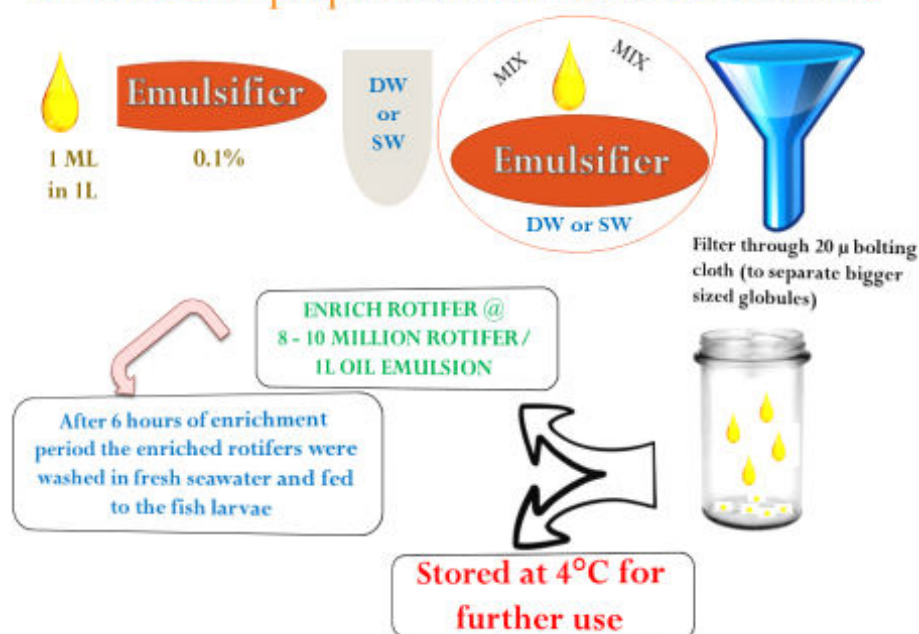 1 ML
in 1L
Emulsifier
0.1%
DW
or
SW
MIX
MIX
Emulsifier
DW or SW
Filter through 20 µ bolting
cloth (to separate bigger
sized globules)
ENRICH ROTIFER @
8 - 10 MILLION ROTIFER /
1L OIL EMULSION
After 6 hours of enrichment
period the enriched rotifers were
washed in fresh seawater and fed
to the fish larvae
Stored at 4°C for
further use